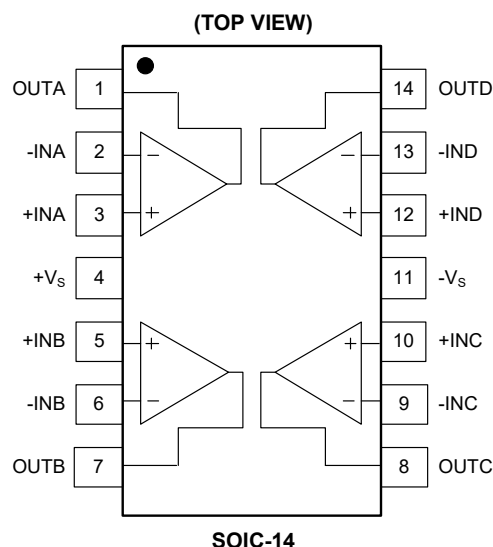 (TOP VIEW)
OUTA 1 14 OUTD
-INA 2 − − 13 -IND
+INA 3 + + 12 +IND
+VS 4 11 -VS
+INB 5 + + 10 +INC
-INB 6 − − 9 -INC
OUTB 7 8 OUTC
SOIC-14